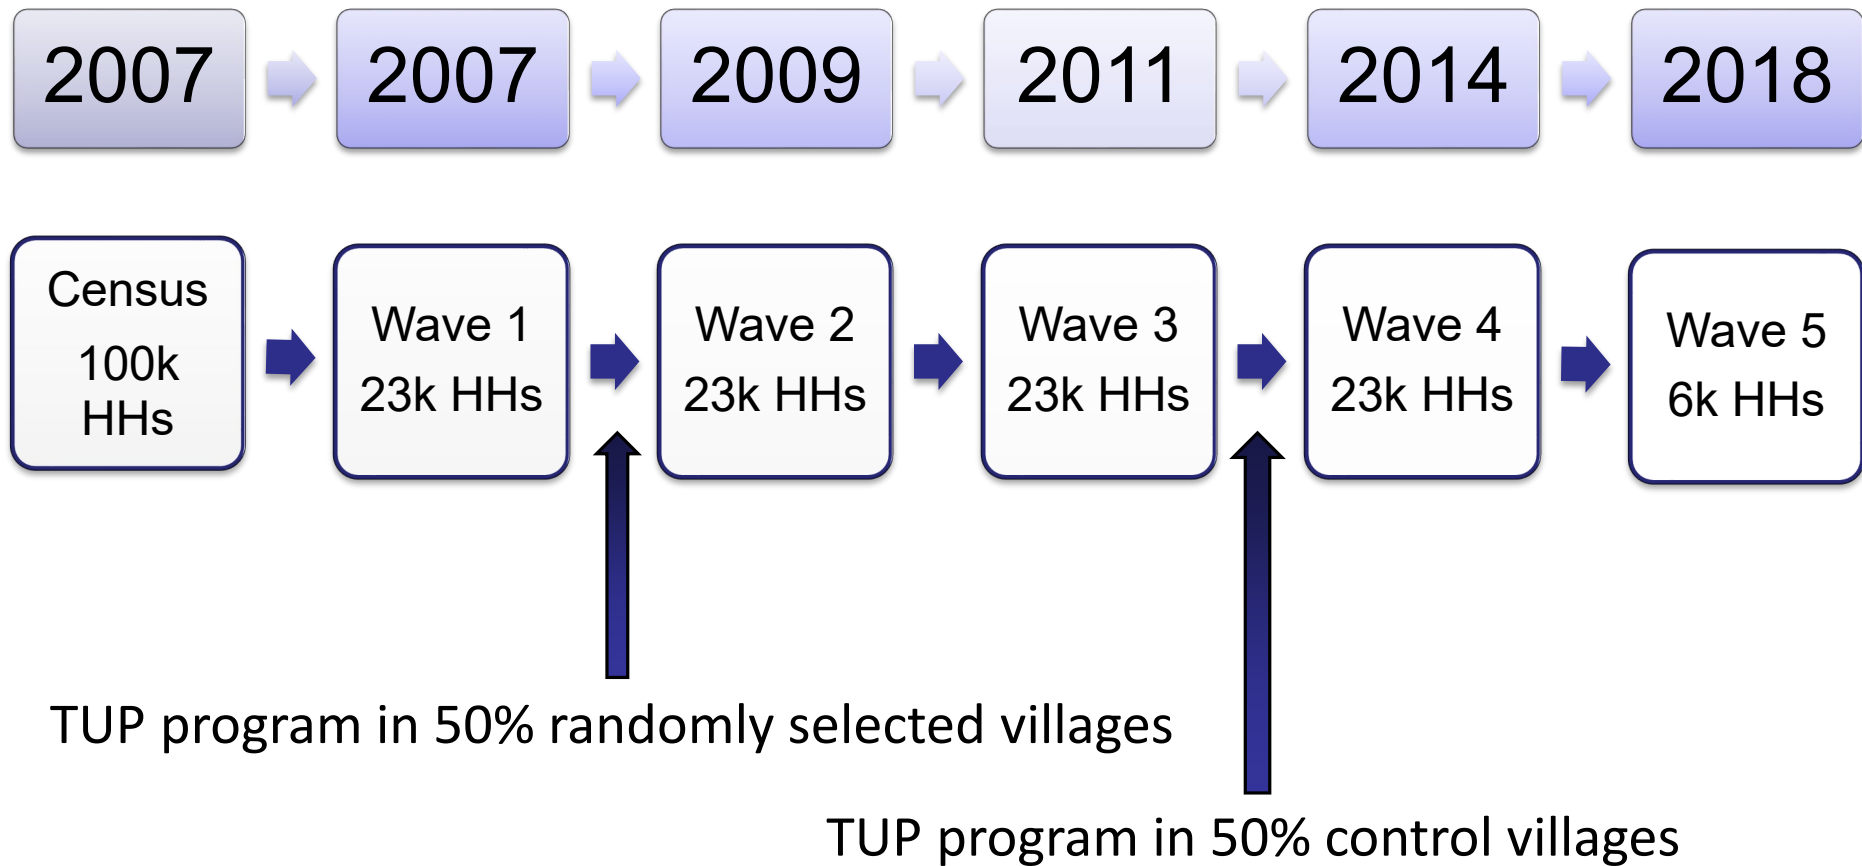 2007
2007
2009
2011
2014
2018
Census
100k
HHs
Wave 1
23k HHs
Wave 2
23k HHs
Wave 3
23k HHs
Wave 4
23k HHs
Wave 5
6k HHs
TUP program in 50% randomly selected villages
TUP program in 50% control villages